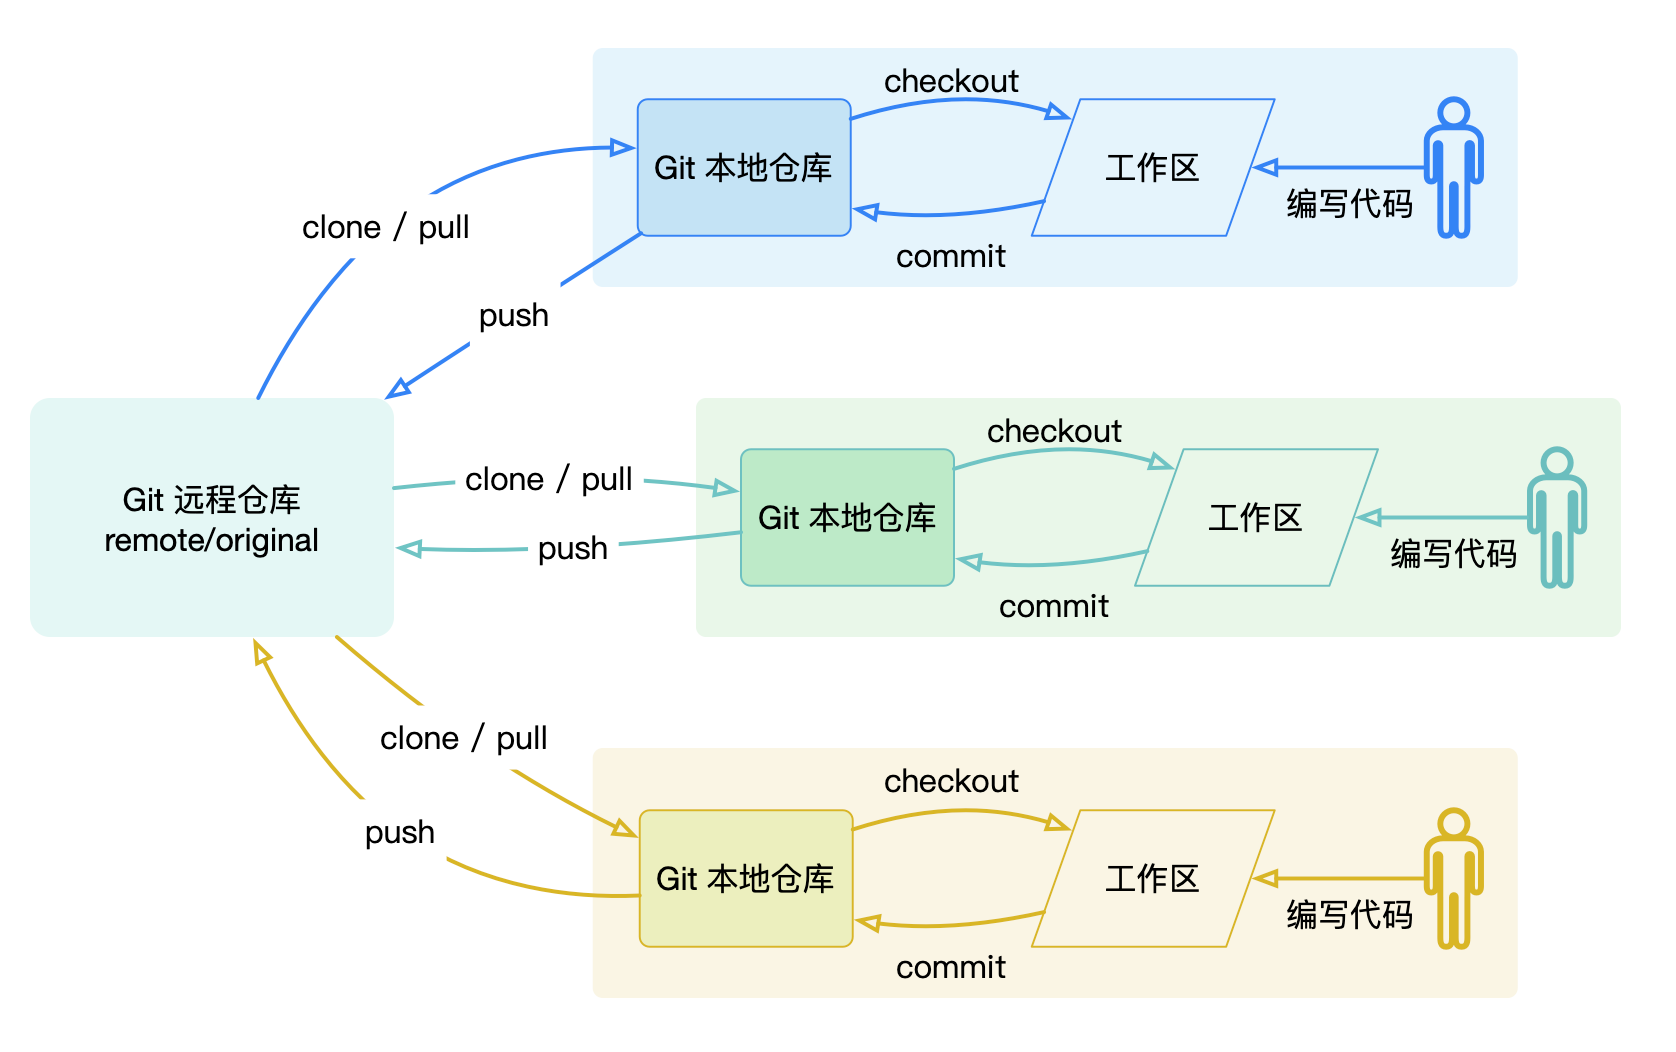 checkout
Git 本地仓库
工作区
编写代码
commit
clone / pull
push
Git 远程仓库
remote/original
checkout
clone / pull
Git 本地仓库
工作区
编写代码
push
commit
clone / pull
push
checkout
Git 本地仓库
工作区
编写代码
commit